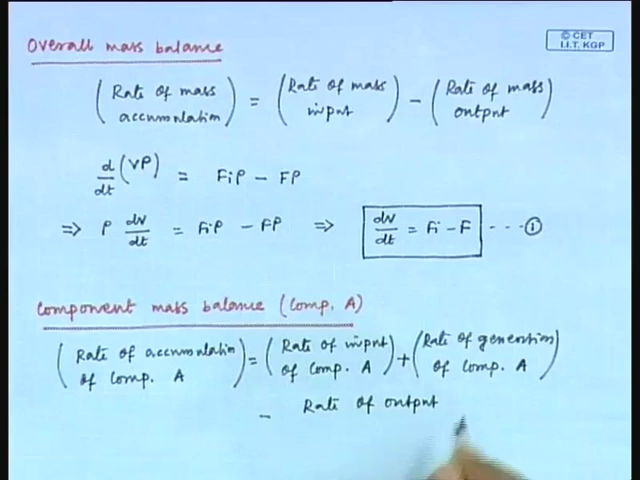 Overall mass balance
© CET
I.I.T. KGP
(Rate of mass accumulation) = (Rate of mass input) - (Rate of mass output)
d/dt (Vρ) = Fiρ - Fρ
⇒ ρ dV/dt = Fiρ - Fρ ⇒ dV/dt = Fi - F --- ①
Component mass balance (Comp. A)
(Rate of accumulation of Comp. A) = (Rate of input of Comp. A) + (Rate of generation of Comp. A)
- Rate of output